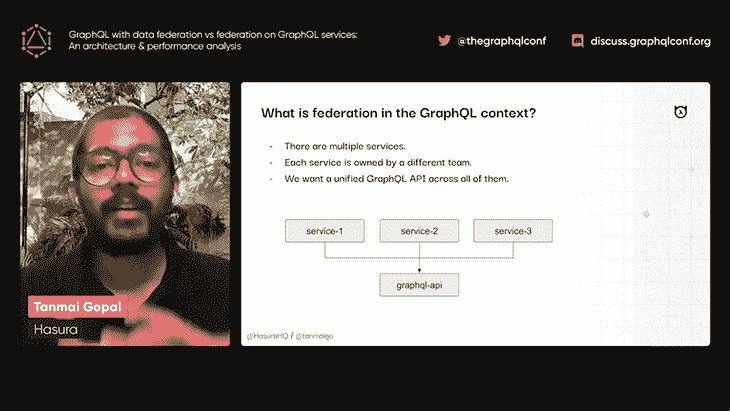 GraphQL with data federation vs federation on GraphQL services:
An architecture & performance analysis
@thegraphqlconf
discuss.graphqlconf.org
What is federation in the GraphQL context?
- There are multiple services.
- Each service is owned by a different team.
- We want a unified GraphQL API across all of them.
service-1
service-2
service-3
graphql-api
Tanmai Gopal
Hasura
@HasuraHQ / @tanmaigo